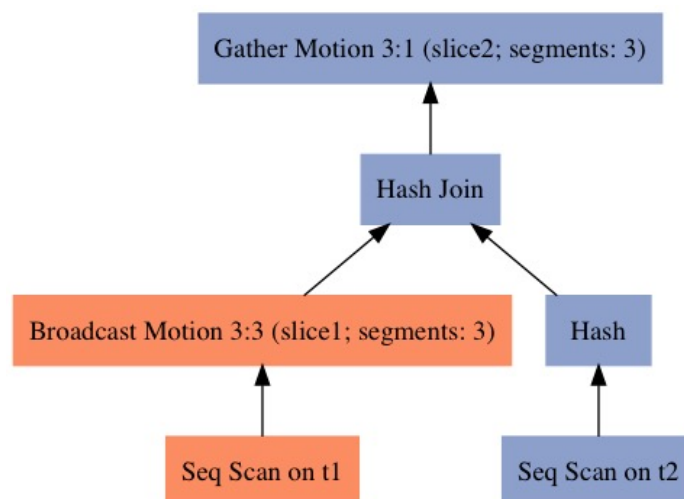 Gather Motion 3:1 (slice2; segments: 3)
Hash Join
Broadcast Motion 3:3 (slice1; segments: 3)
Hash
Seq Scan on t1
Seq Scan on t2